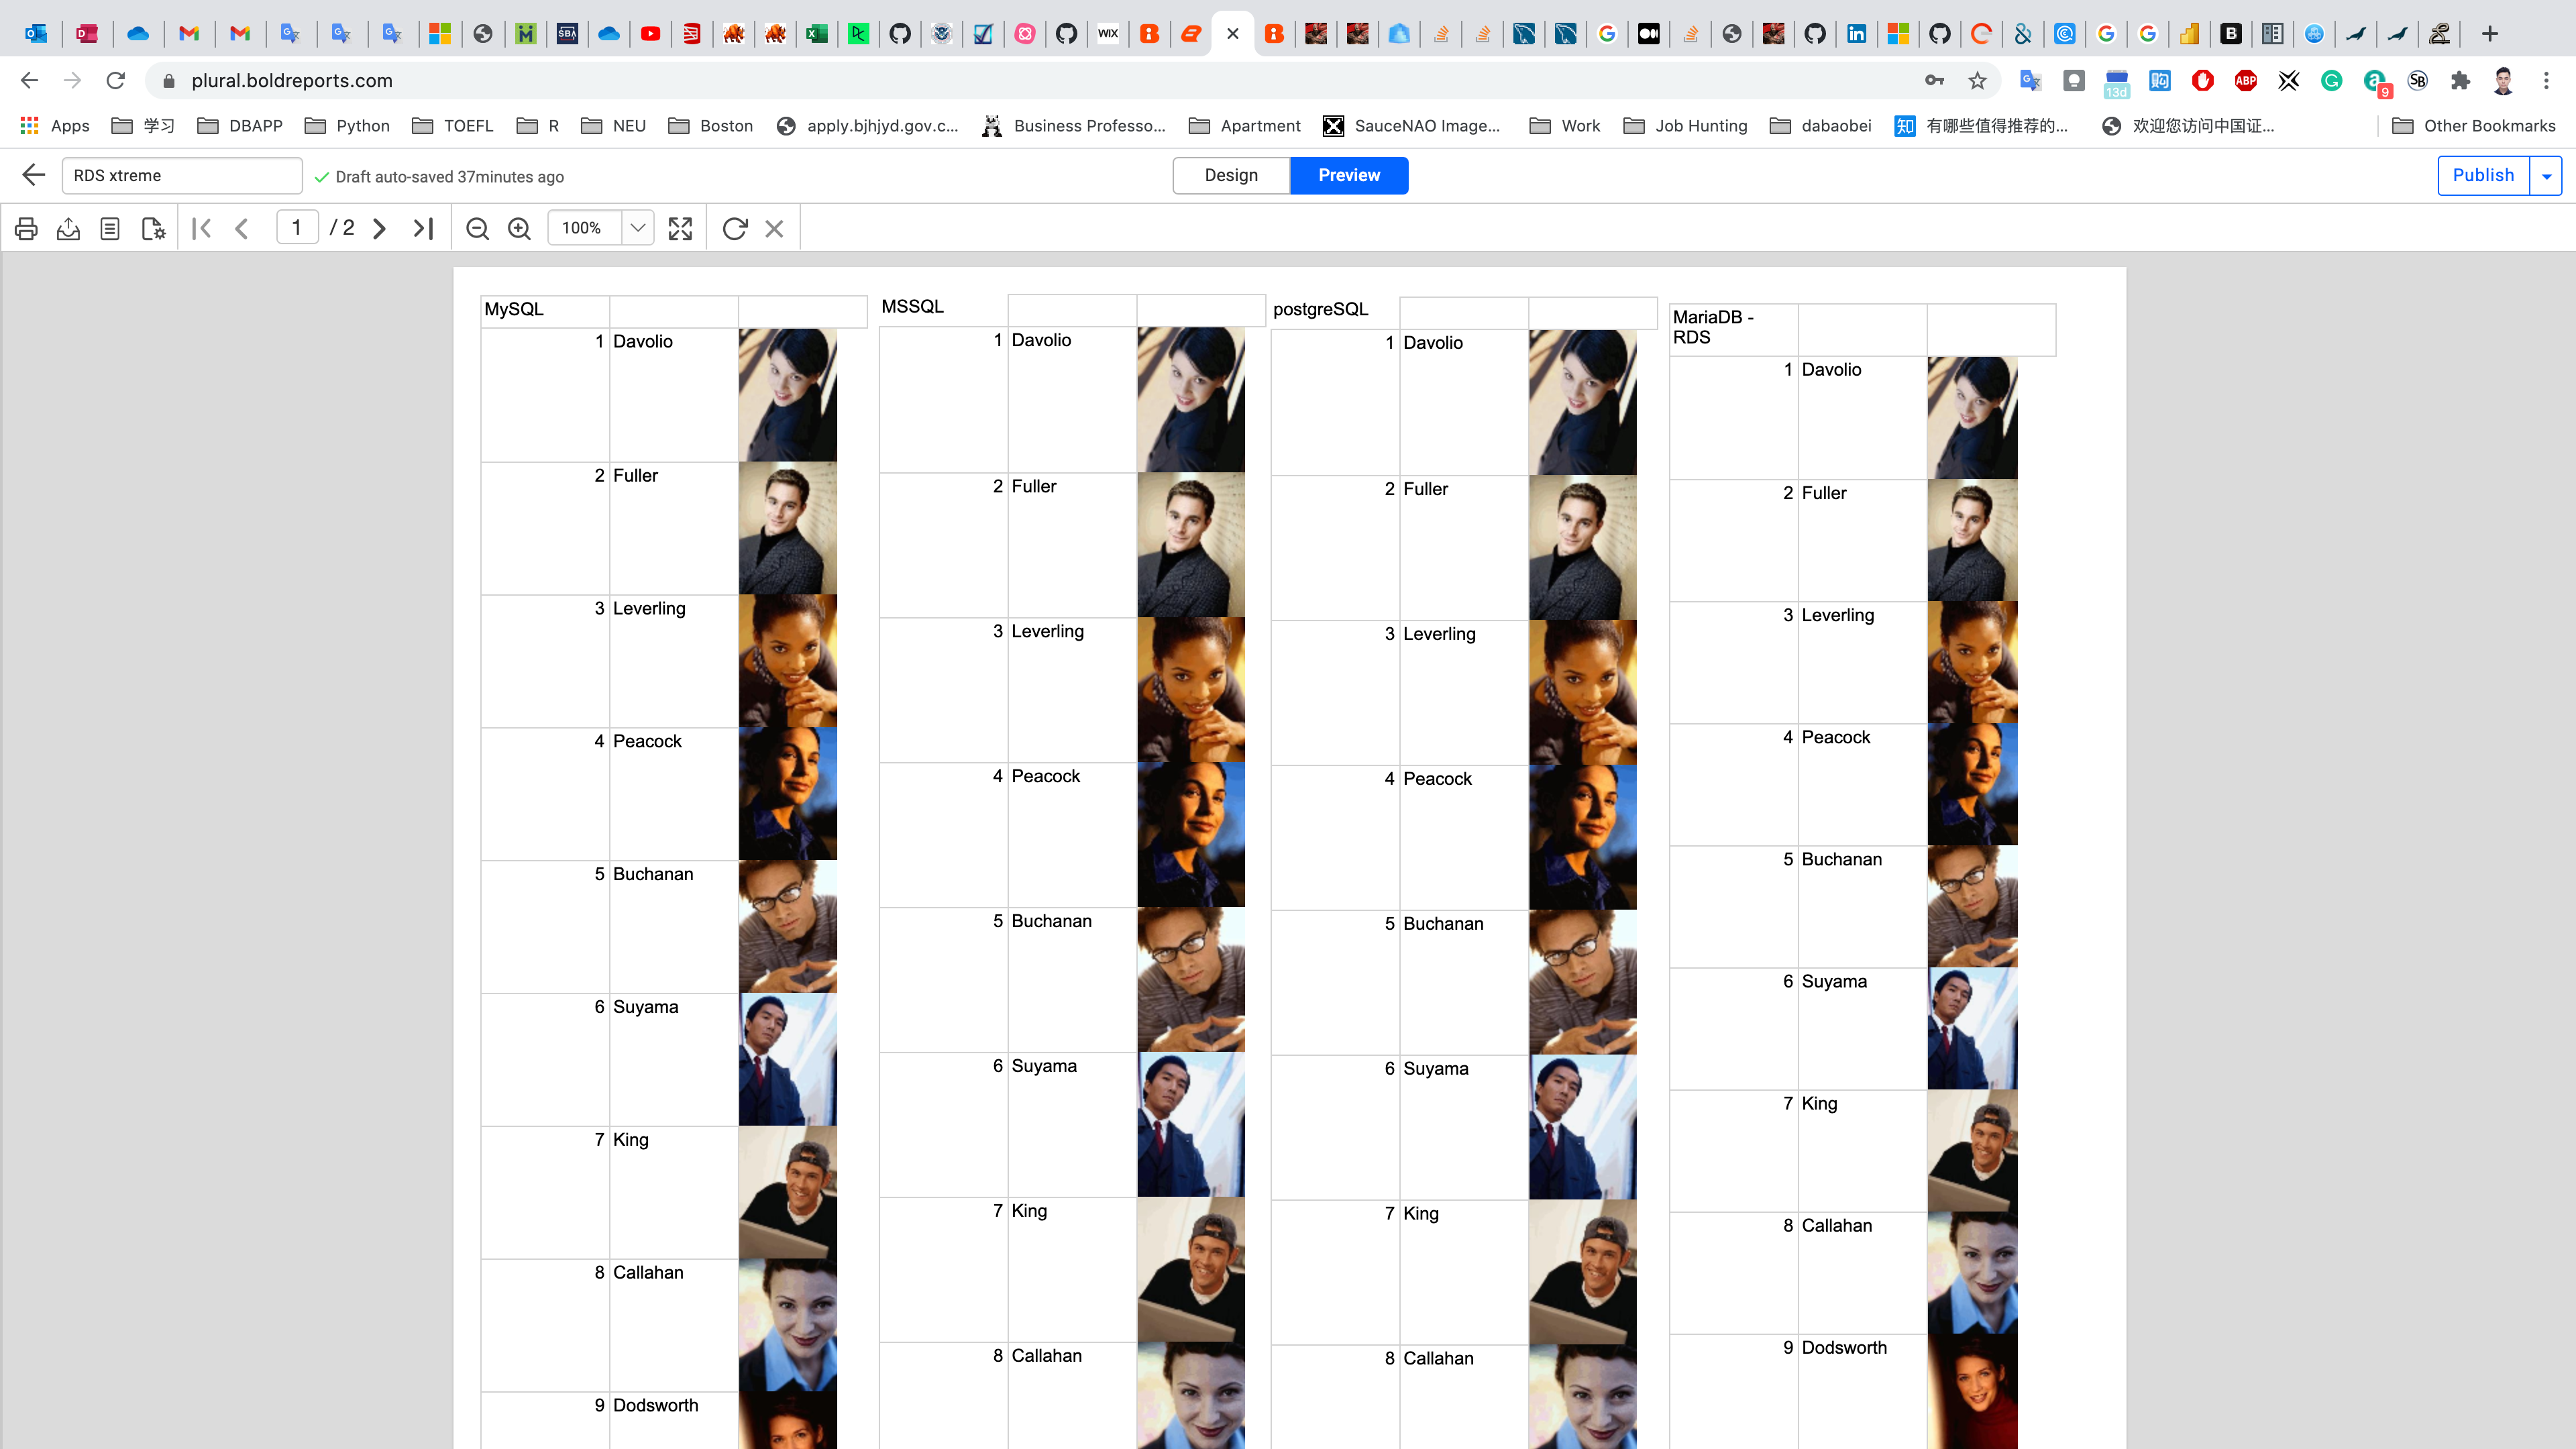 WIX
plural.boldreports.com
13d
9
Apps
学习
DBAPP
Python
TOEFL
R
NEU
Boston
apply.bjhjyd.gov.c...
Business Professo...
Apartment
SauceNAO Image...
Work
Job Hunting
dabaobei
有哪些值得推荐的...
欢迎您访问中国证...
Other Bookmarks
RDS xtreme
Draft auto-saved 37minutes ago
Design
Preview
Publish
1 / 2
100%
MySQL
1 Davolio
2 Fuller
3 Leverling
4 Peacock
5 Buchanan
6 Suyama
7 King
8 Callahan
9 Dodsworth
MSSQL
1 Davolio
2 Fuller
3 Leverling
4 Peacock
5 Buchanan
6 Suyama
7 King
8 Callahan
postgreSQL
1 Davolio
2 Fuller
3 Leverling
4 Peacock
5 Buchanan
6 Suyama
7 King
8 Callahan
MariaDB -
RDS
1 Davolio
2 Fuller
3 Leverling
4 Peacock
5 Buchanan
6 Suyama
7 King
8 Callahan
9 Dodsworth